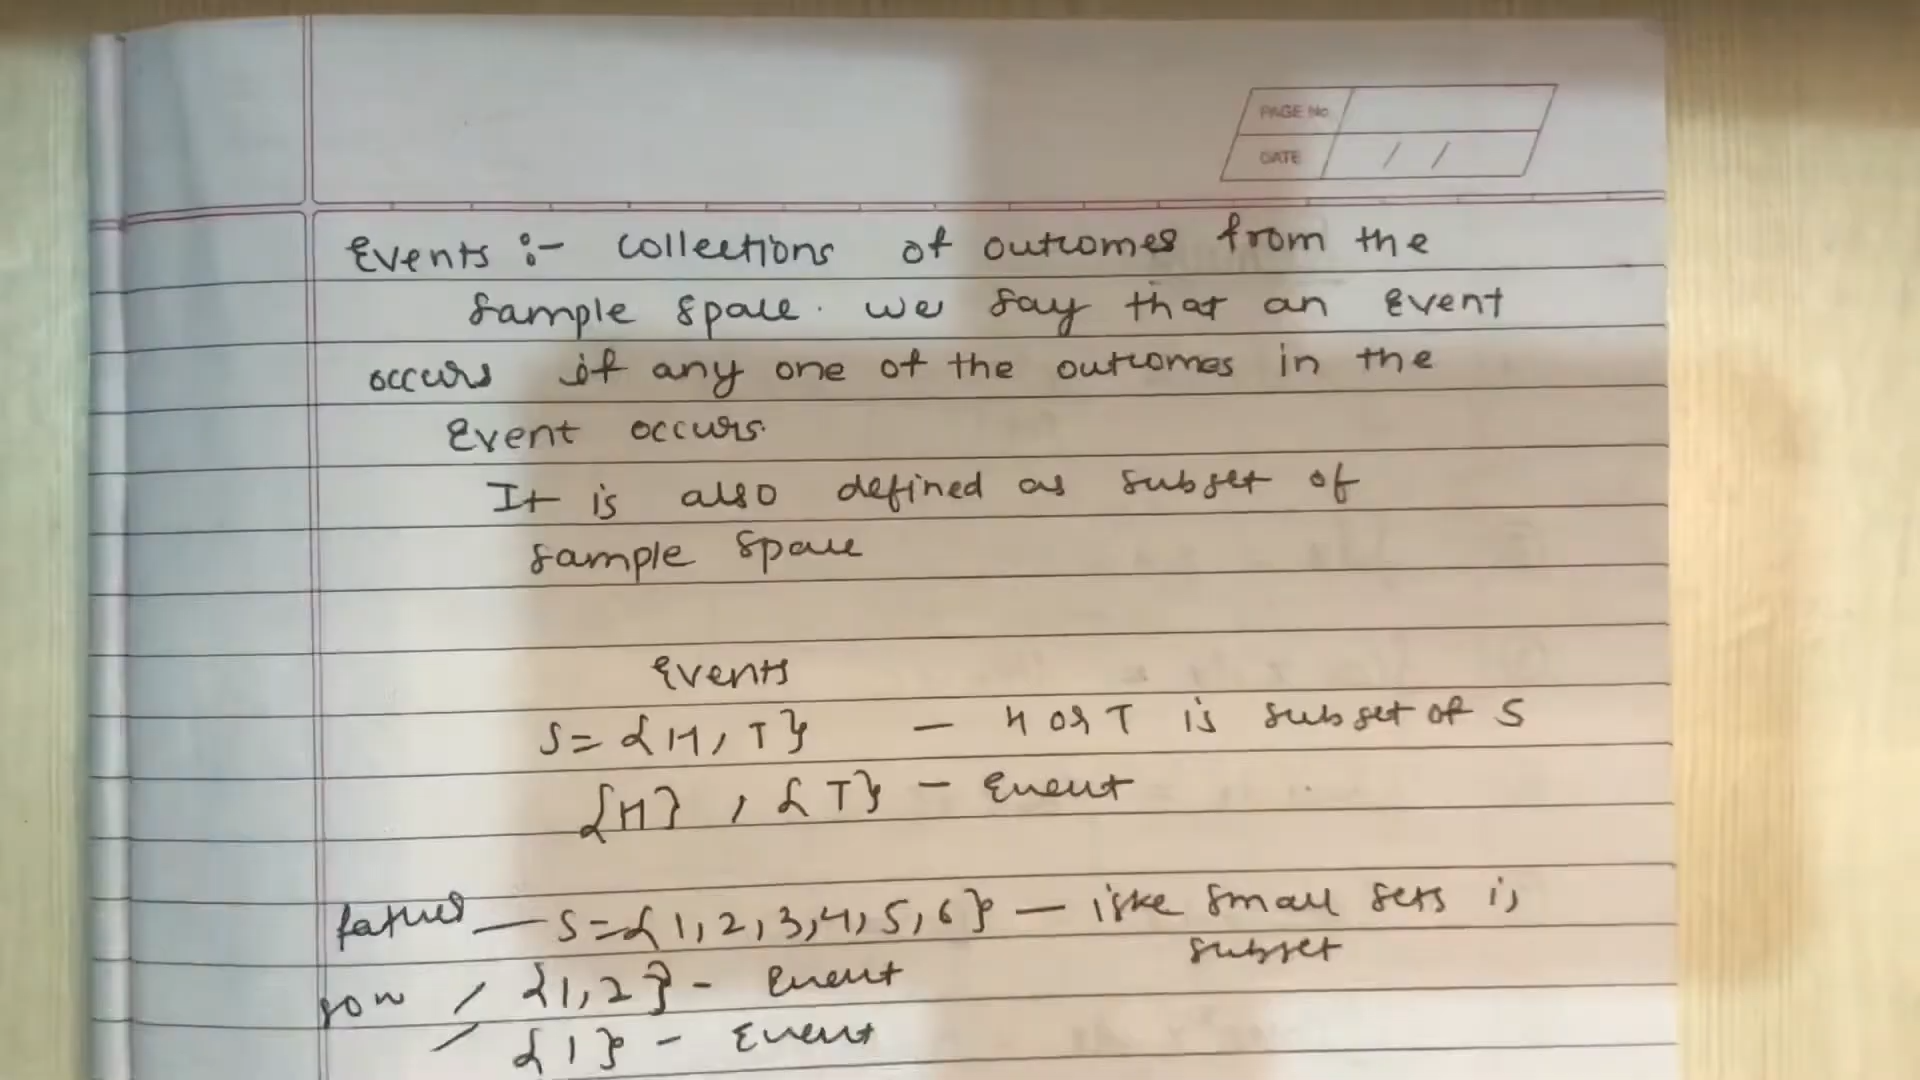 PAGE No
DATE / /
Events :- collections of outcomes from the
sample space. we say that an Event
occurs if any one of the outcomes in the
Event occurs.
It is also defined as subset of
sample space
Events
S = {H, T} - H or T is subset of S
{H} , {T} - Event
father — S = {1, 2, 3, 4, 5, 6} — iske small sets is
subset
son / {1, 2} - Event
/ {1} - Event